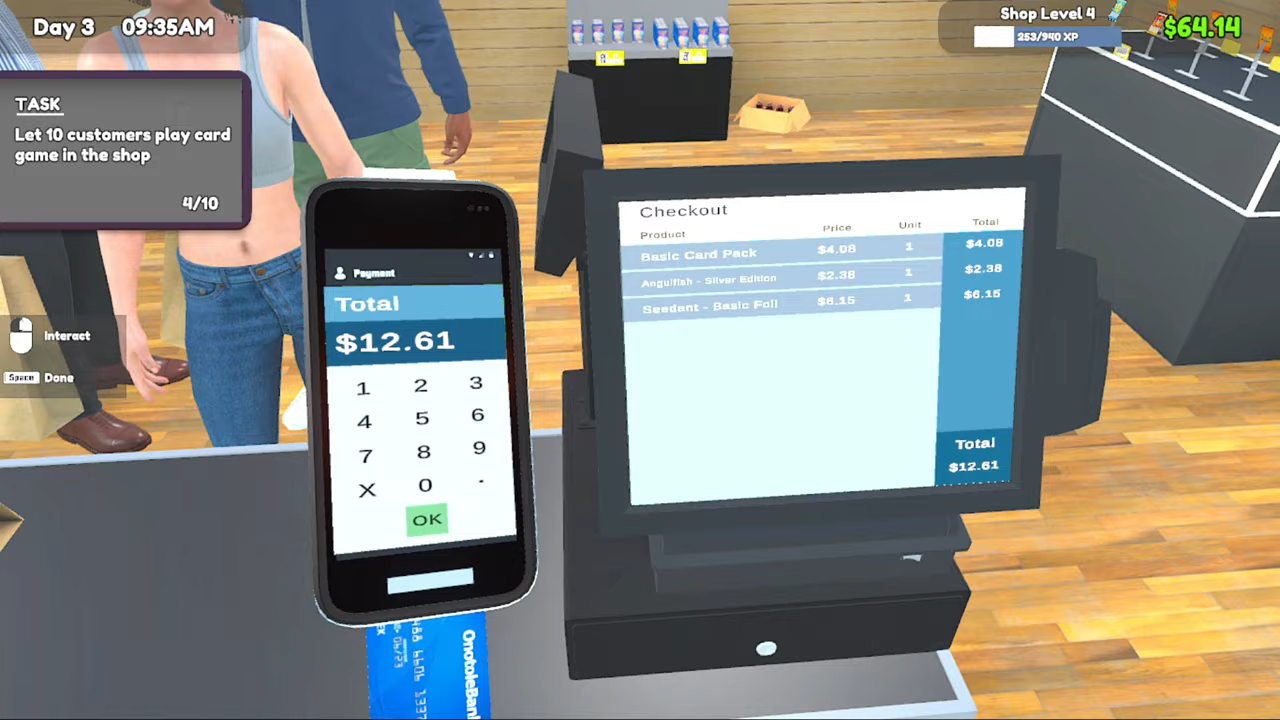 Day 3 09:35AM
Shop Level 4
253/940 XP
$64.14
TASK
Let 10 customers play card
game in the shop
4/10
Interact
Space Done
Payment
Total
$12.61
1 2 3
4 5 6
7 8 9
X 0 .
OK
Checkout
Product Price Unit Total
Basic Card Pack $4.08 1 $4.08
Anguifish - Silver Edition $2.38 1 $2.38
Seedant - Basic Foil $6.15 1 $6.15
Total
$12.61
OnotoleBank